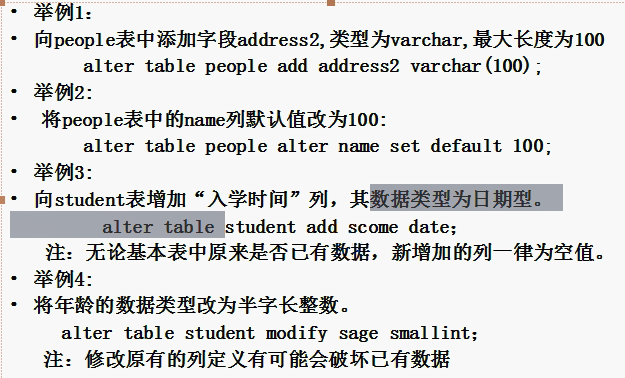 • 举例1:
• 向people表中添加字段address2,类型为varchar,最大长度为100
alter table people add address2 varchar(100);
• 举例2:
• 将people表中的name列默认值改为100:
alter table people alter name set default 100;
• 举例3:
• 向student表增加“入学时间”列，其数据类型为日期型。
alter table student add scome date；
注：无论基本表中原来是否已有数据，新增加的列一律为空值。
• 举例4:
• 将年龄的数据类型改为半字长整数。
alter table student modify sage smallint；
注：修改原有的列定义有可能会破坏已有数据